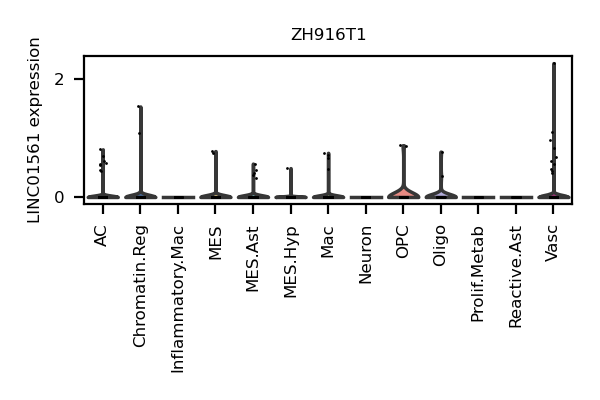 ZH916T1
LINC01561 expression
2
0
AC
Chromatin.Reg
Inflammatory.Mac
MES
MES.Ast
MES.Hyp
Mac
Neuron
OPC
Oligo
Prolif.Metab
Reactive.Ast
Vasc